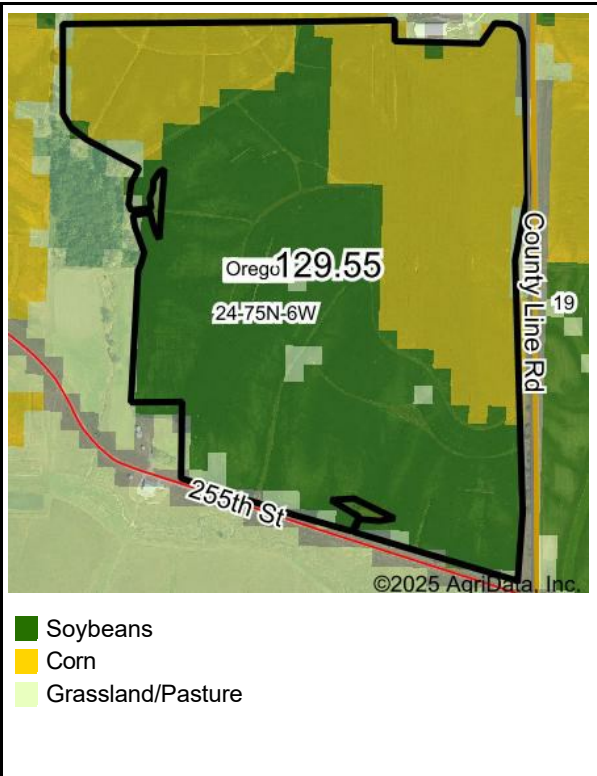 Orego
129.55
24-75N-6W
County Line Rd
19
255th St
©2025 AgriData, Inc.
Soybeans
Corn
Grassland/Pasture